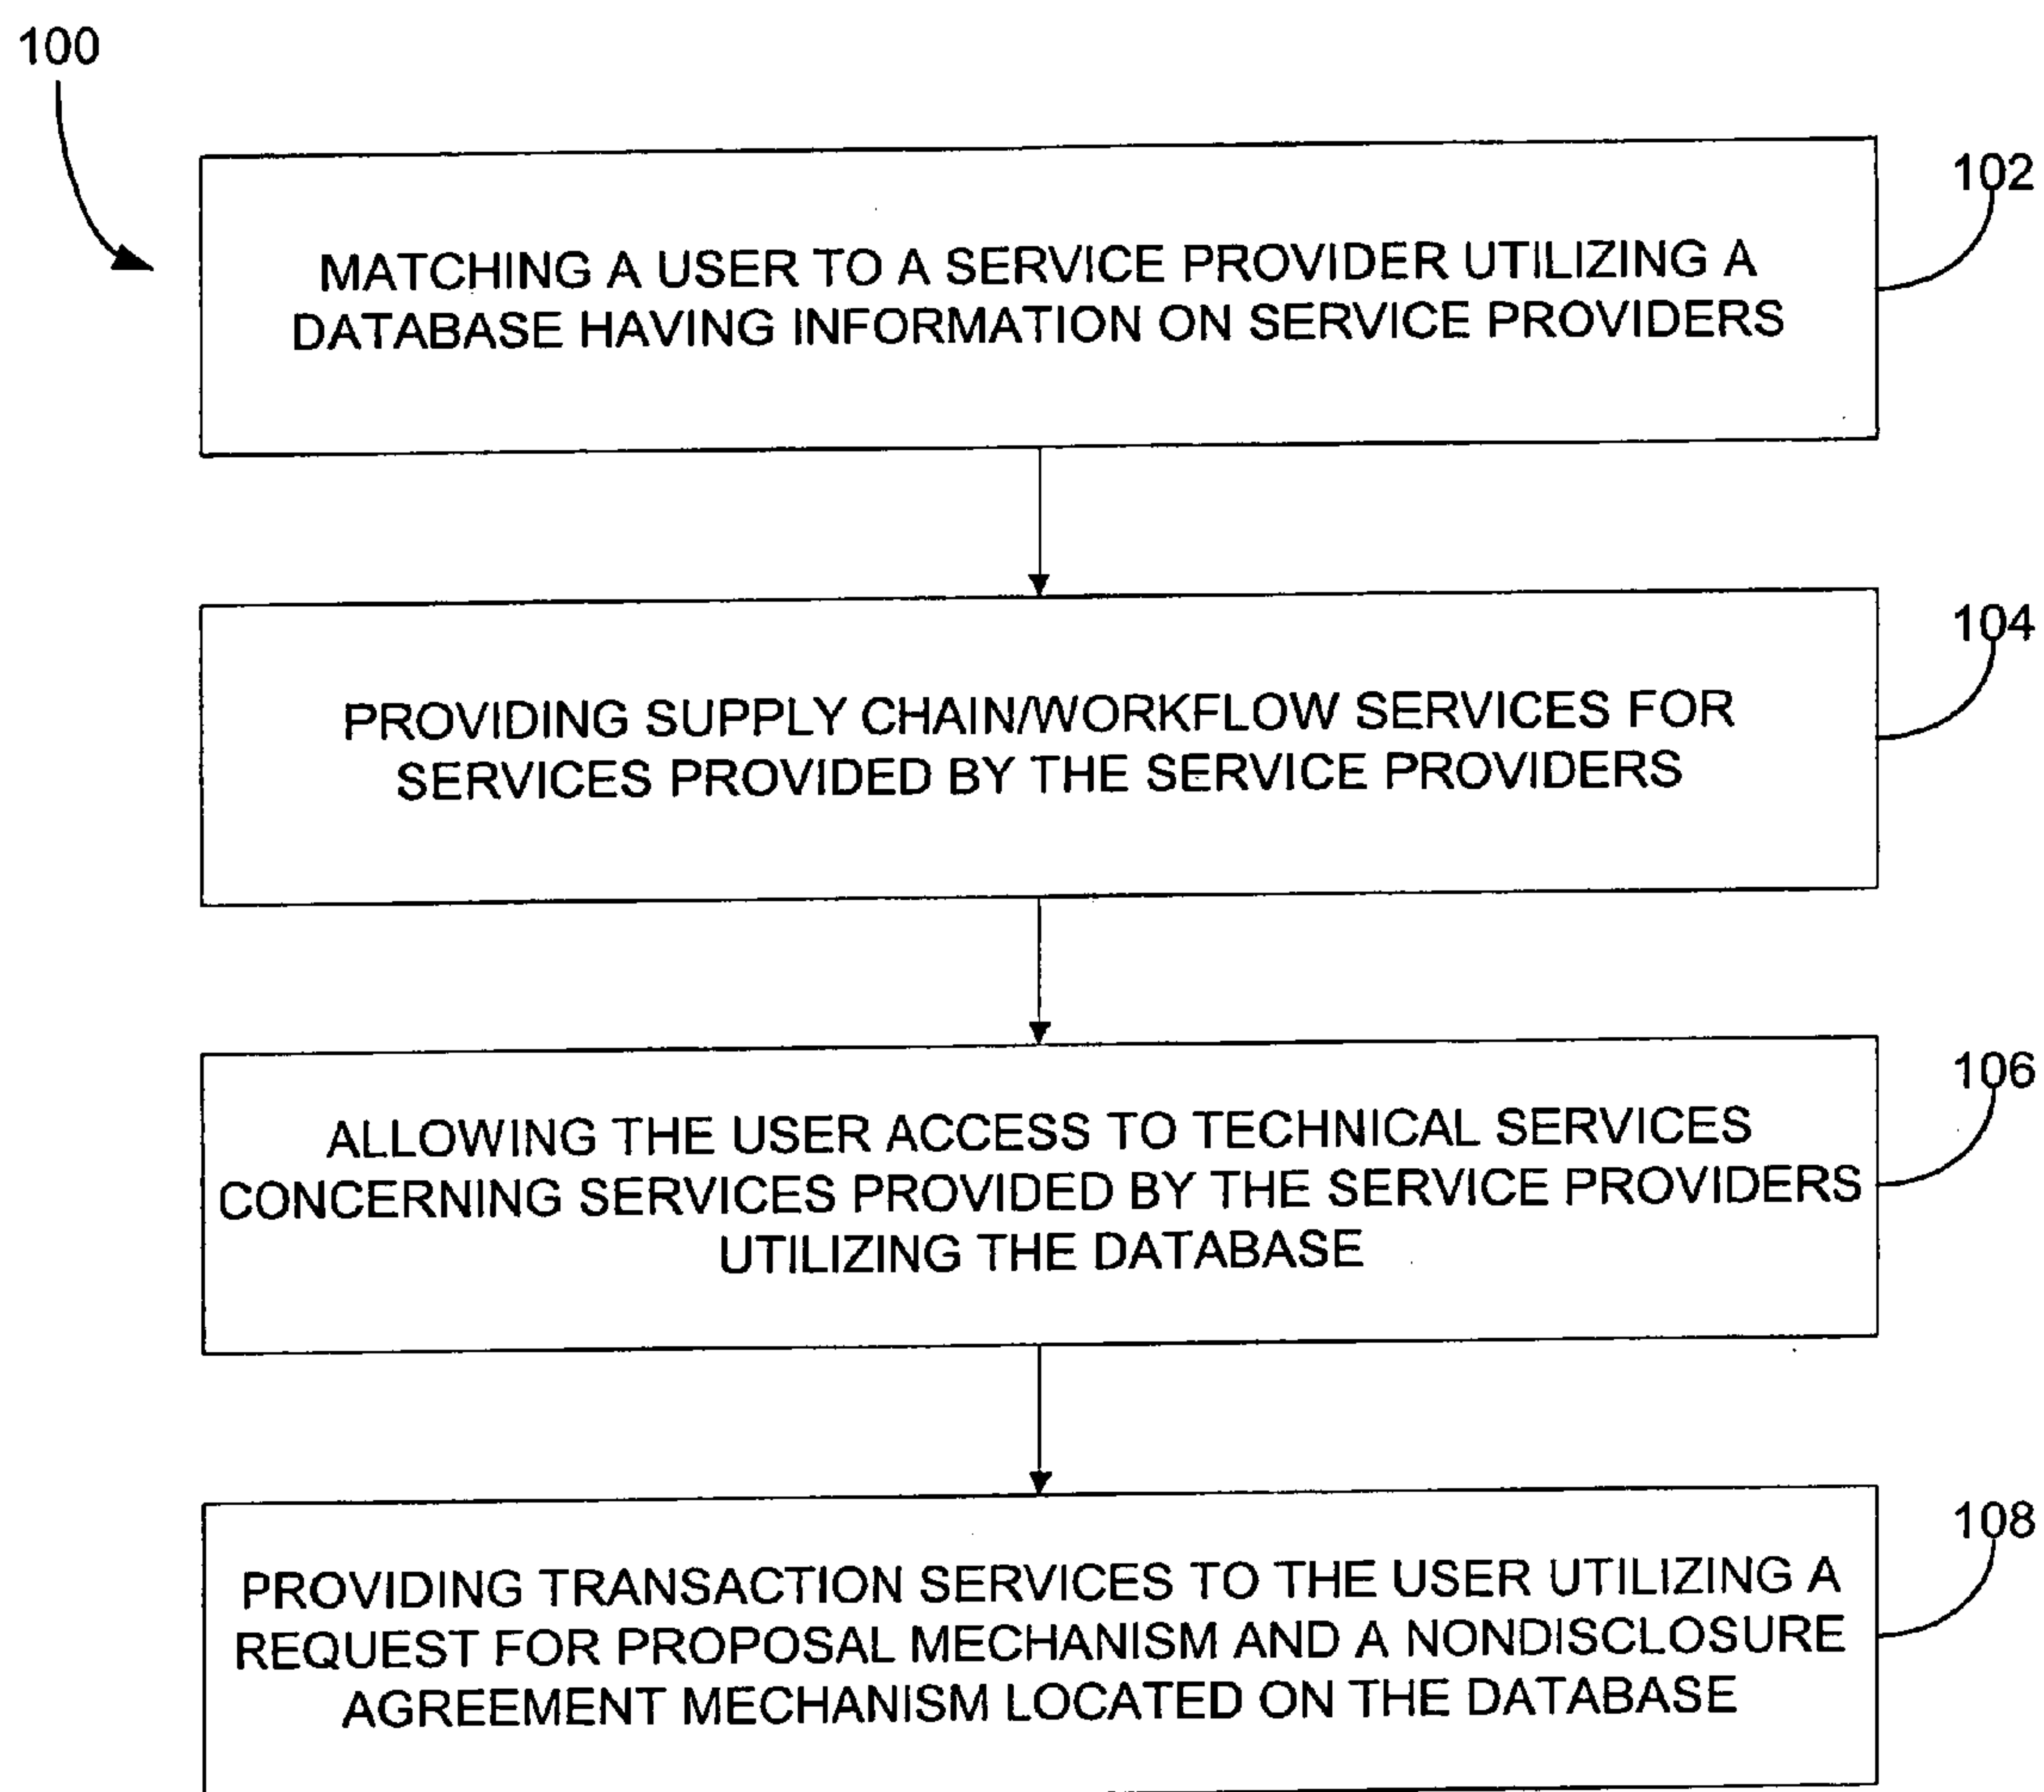 100
102
MATCHING A USER TO A SERVICE PROVIDER UTILIZING A
DATABASE HAVING INFORMATION ON SERVICE PROVIDERS
104
PROVIDING SUPPLY CHAIN/WORKFLOW SERVICES FOR
SERVICES PROVIDED BY THE SERVICE PROVIDERS
106
ALLOWING THE USER ACCESS TO TECHNICAL SERVICES
CONCERNING SERVICES PROVIDED BY THE SERVICE PROVIDERS
UTILIZING THE DATABASE
108
PROVIDING TRANSACTION SERVICES TO THE USER UTILIZING A
REQUEST FOR PROPOSAL MECHANISM AND A NONDISCLOSURE
AGREEMENT MECHANISM LOCATED ON THE DATABASE